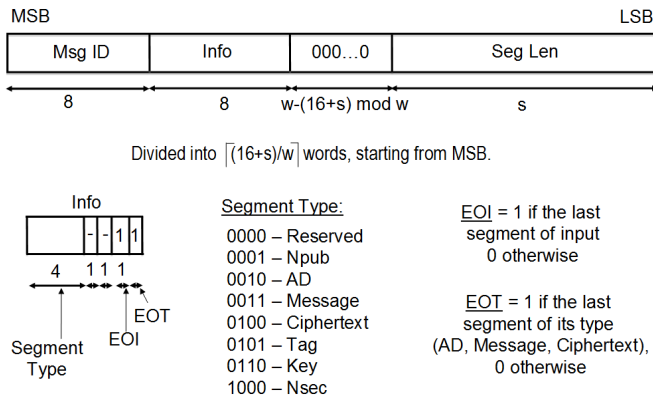 MSB LSB
Msg ID Info 000…0 Seg Len
8 8 w-(16+s) mod w s
Divided into ⌈(16+s)/w⌉ words, starting from MSB.
Info
- - 1 1
4 1 1 1
EOT
EOI
Segment
Type
Segment Type:
0000 – Reserved
0001 – Npub
0010 – AD
0011 – Message
0100 – Ciphertext
0101 – Tag
0110 – Key
1000 – Nsec
EOI = 1 if the last
segment of input
0 otherwise
EOT = 1 if the last
segment of its type
(AD, Message, Ciphertext),
0 otherwise